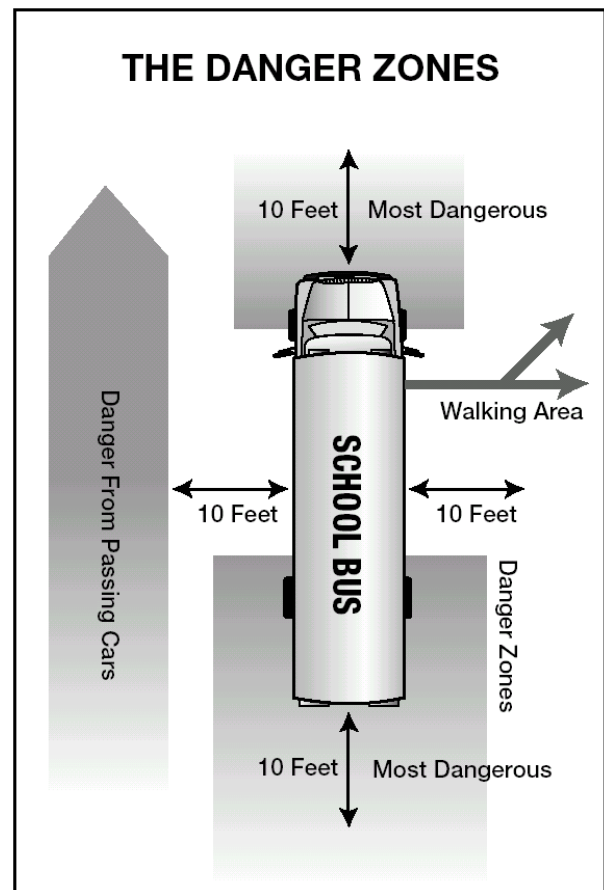 THE DANGER ZONES
10 Feet
Most Dangerous
Walking Area
Danger From Passing Cars
SCHOOL BUS
10 Feet
10 Feet
Danger Zones
10 Feet
Most Dangerous